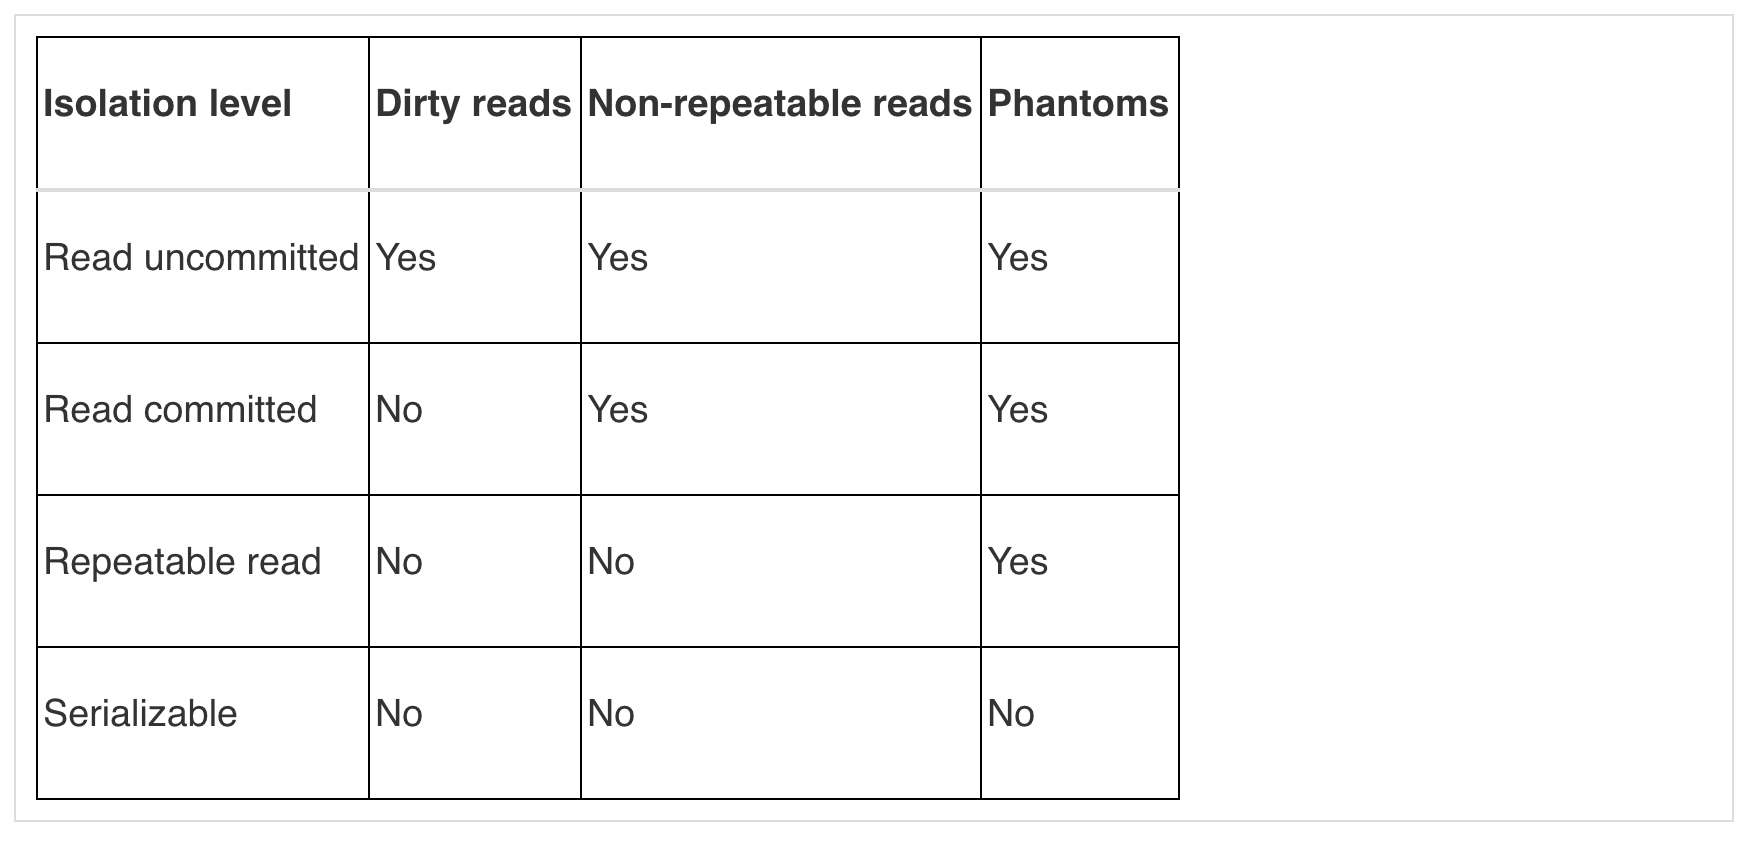 Isolation level Dirty reads Non-repeatable reads Phantoms
Read uncommitted Yes Yes Yes
Read committed No Yes Yes
Repeatable read No No Yes
Serializable No No No